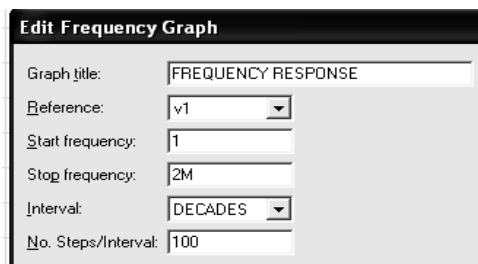 Edit Frequency Graph
Graph title: FREQUENCY RESPONSE
Reference: v1
Start frequency: 1
Stop frequency: 2M
Interval: DECADES
No. Steps/Interval: 100